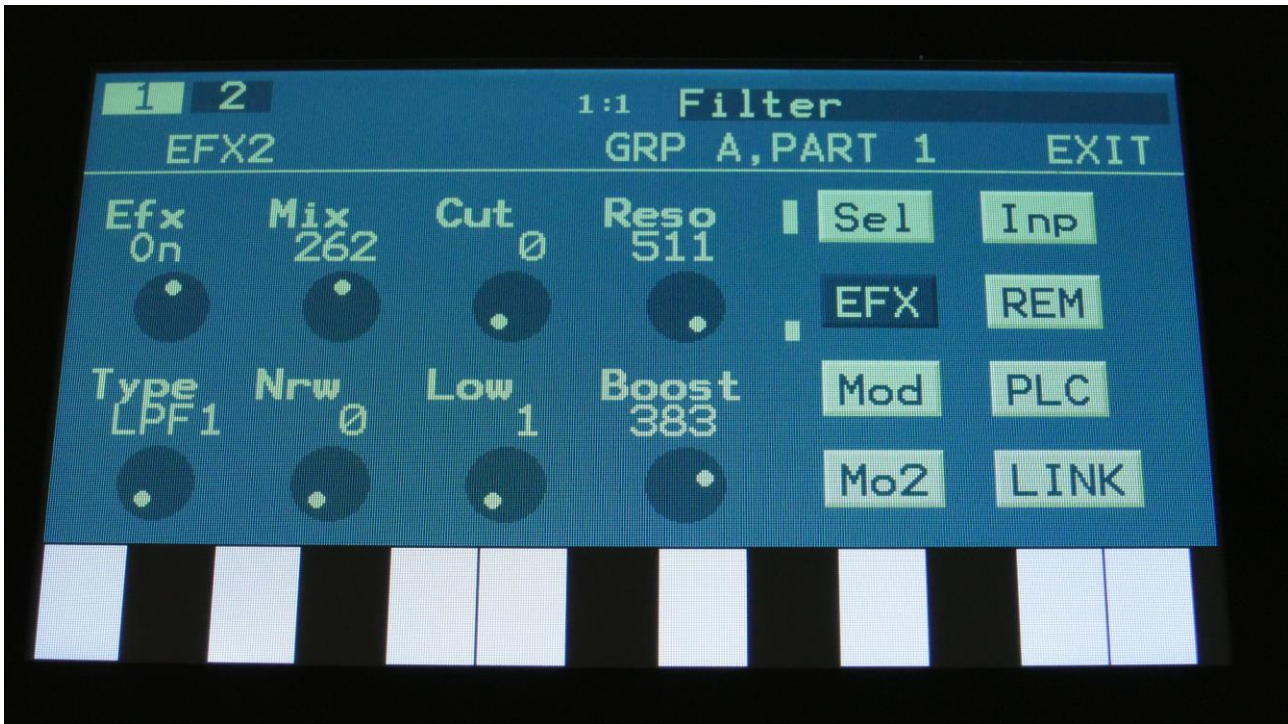 1 2 1:1 Filter
EFX2 GRP A,PART 1 EXIT
Efx Mix Cut Reso Sel Inp
On 262 0 511
EFX REM
Type Nrw Low Boost Mod PLC
LPF1 0 1 383
Mo2 LINK